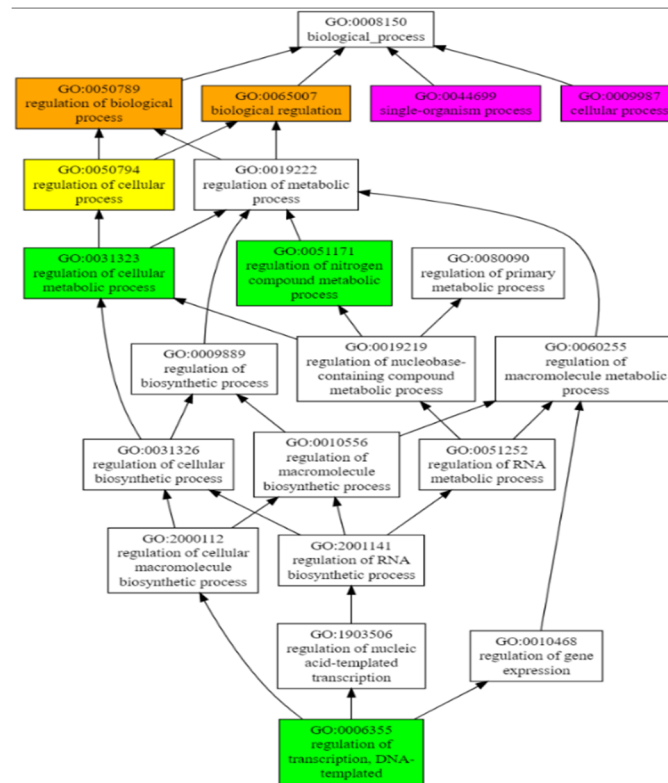 GO:0008150
biological_process
GO:0050789
regulation of biological
process
GO:0065007
biological regulation
GO:0044699
single-organism process
GO:0009987
cellular process
GO:0050794
regulation of cellular
process
GO:0019222
regulation of metabolic
process
GO:0031323
regulation of cellular
metabolic process
GO:0051171
regulation of nitrogen
compound metabolic
process
GO:0080090
regulation of primary
metabolic process
GO:0009889
regulation of
biosynthetic process
GO:0019219
regulation of nucleobase-
containing compound
metabolic process
GO:0060255
regulation of
macromolecule metabolic
process
GO:0031326
regulation of cellular
biosynthetic process
GO:0010556
regulation of
macromolecule
biosynthetic process
GO:0051252
regulation of RNA
metabolic process
GO:2000112
regulation of cellular
macromolecule
biosynthetic process
GO:2001141
regulation of RNA
biosynthetic process
GO:1903506
regulation of nucleic
acid-templated
transcription
GO:0010468
regulation of gene
expression
GO:0006355
regulation of
transcription, DNA-
templated